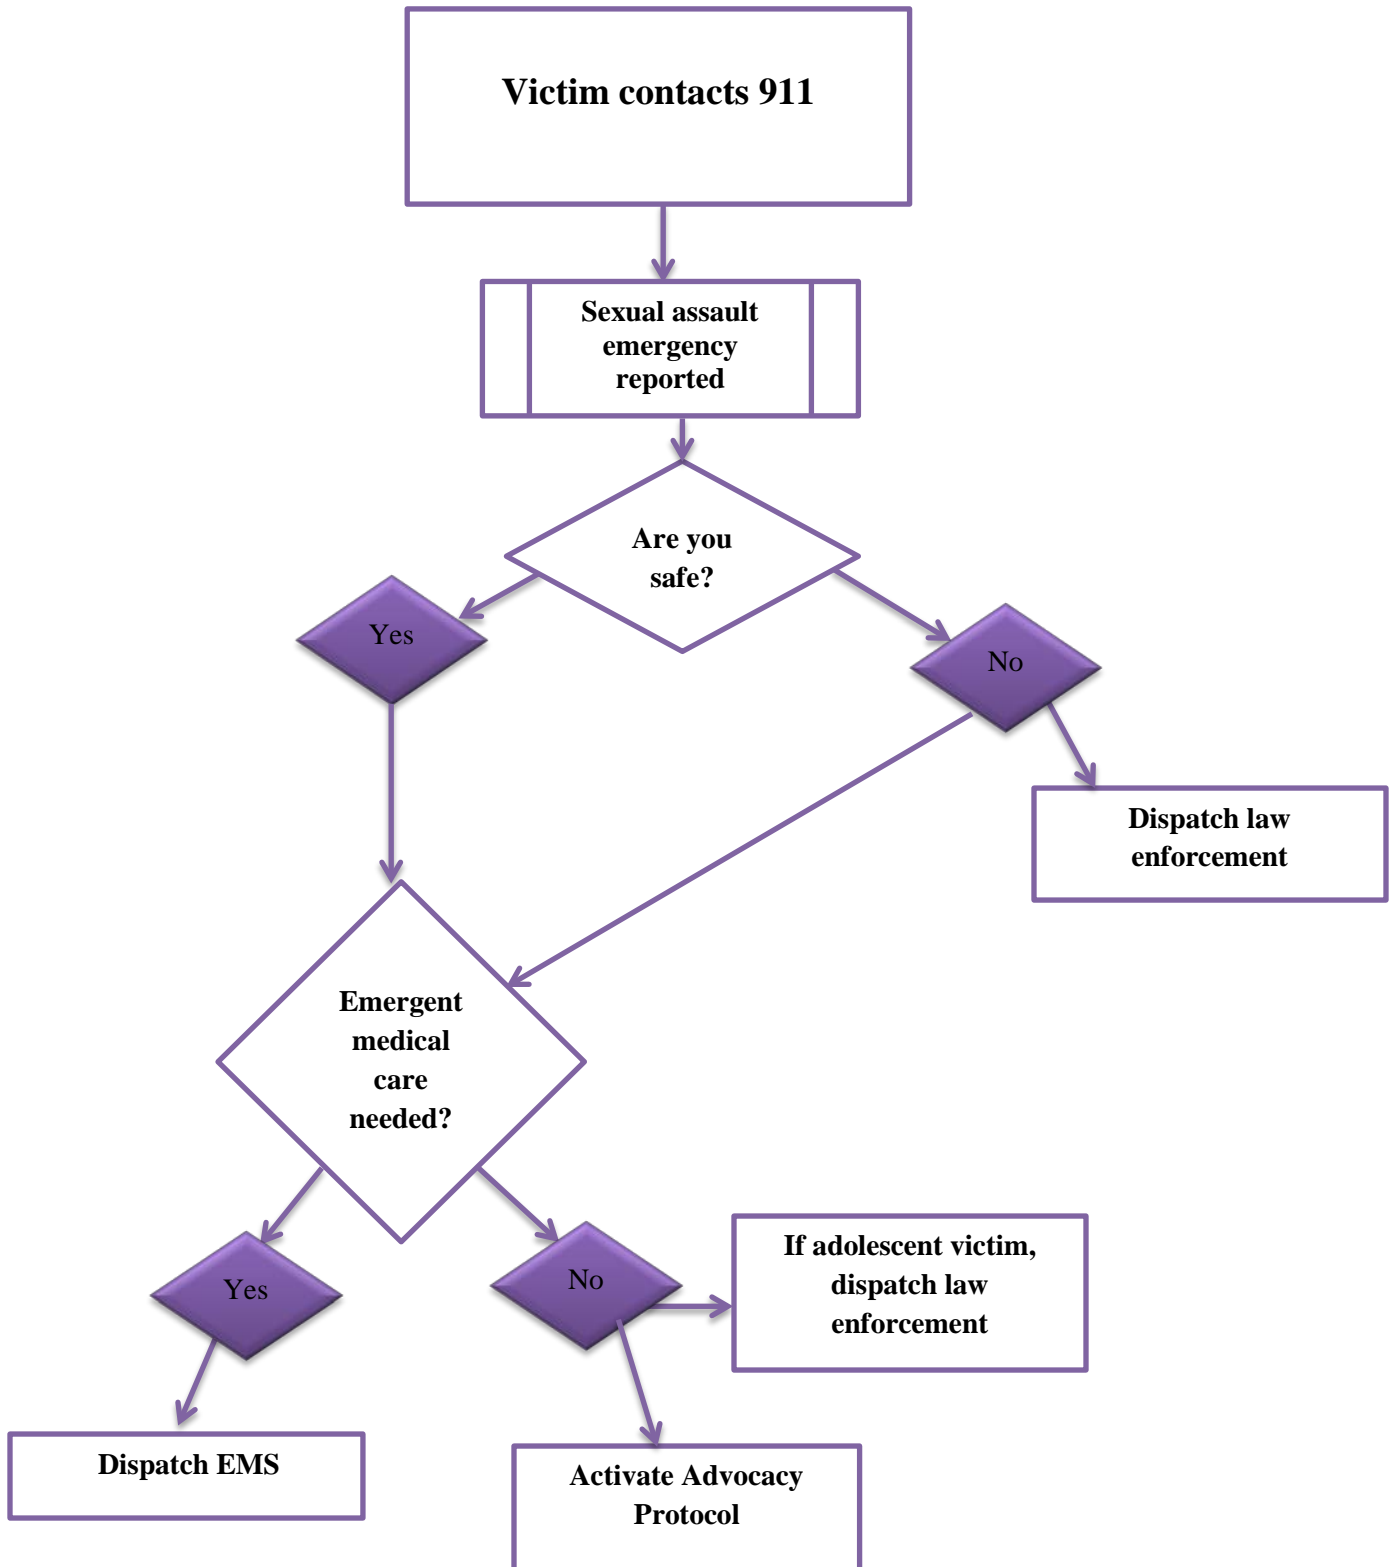 Victim contacts 911
Sexual assault
emergency
reported
Are you
safe?
Yes
No
Dispatch law
enforcement
Emergent
medical
care
needed?
Yes
No
If adolescent victim,
dispatch law
enforcement
Dispatch EMS
Activate Advocacy
Protocol